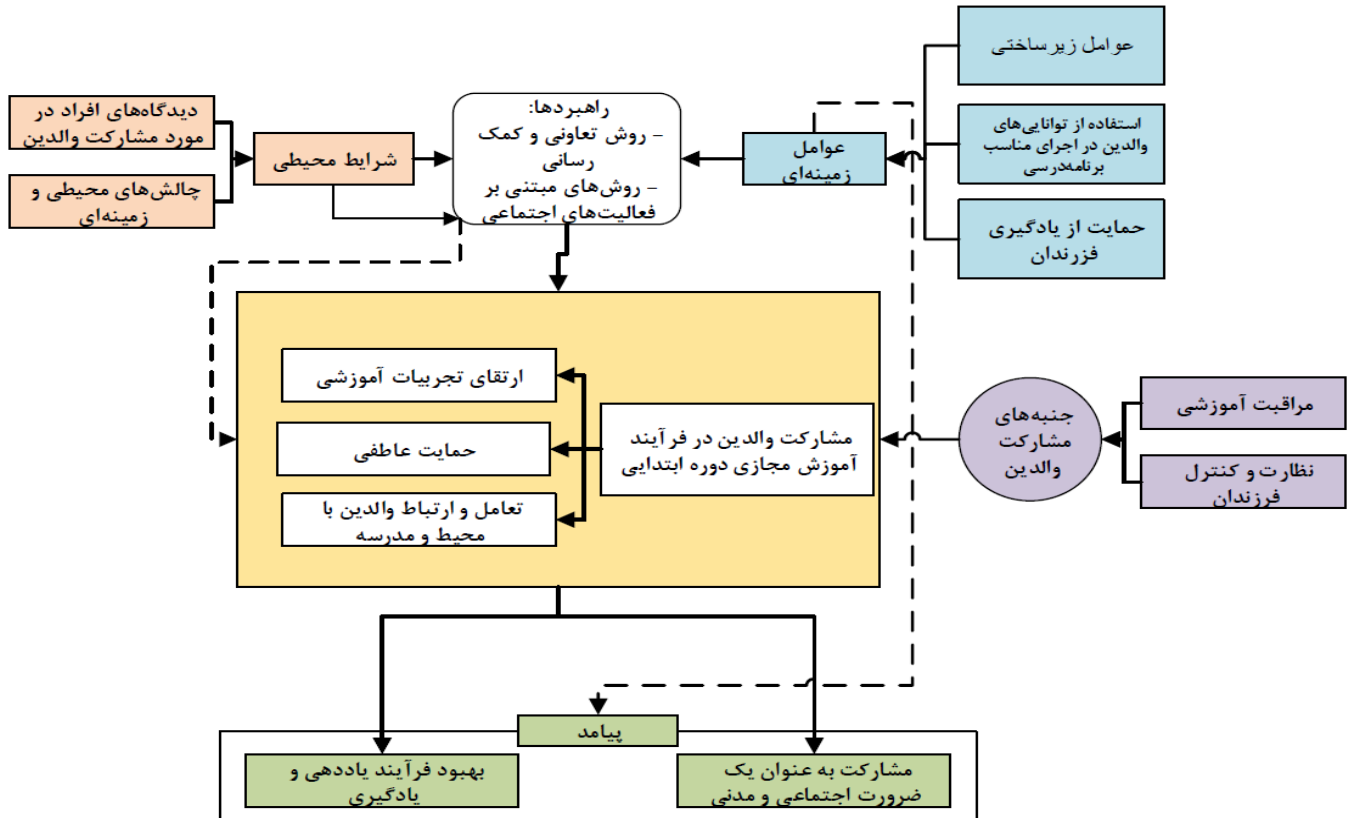 عوامل زیرساختی
استفاده از توانایی‌های
والدین در اجرای مناسب
برنامه‌درسی
حمایت از یادگیری
فزرندان
عوامل
زمینه‌ای
راهبردها:
– روش تعاونی و کمک
رسانی
– روش‌های مبتنی بر
فعالیت‌های اجتماعی
شرایط محیطی
دیدگاه‌های افراد در
مورد مشارکت والدین
چالش‌های محیطی و
زمینه‌ای
مراقبت آموزشی
نظارت و کنترل
فرزندان
جنبه‌های
مشارکت
والدین
مشارکت والدین در فرآیند
آموزش مجازی دوره ابتدایی
ارتقای تجربیات آموزشی
حمایت عاطفی
تعامل و ارتباط والدین با
محیط و مدرسه
پیامد
مشارکت به عنوان یک
ضرورت اجتماعی و مدنی
بهبود فرآیند یاددهی و
یادگیری